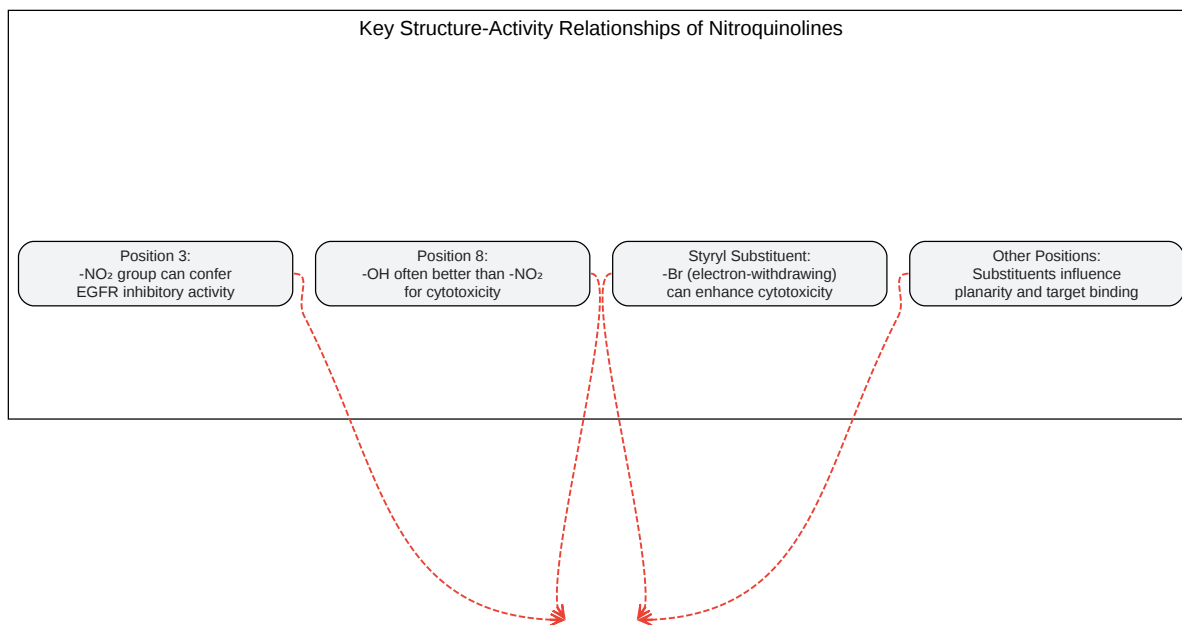 Key Structure-Activity Relationships of Nitroquinolines
Position 3:
-NO₂ group can confer
EGFR inhibitory activity
Position 8:
-OH often better than -NO₂
for cytotoxicity
Styryl Substituent:
-Br (electron-withdrawing)
can enhance cytotoxicity
Other Positions:
Substituents influence
planarity and target binding